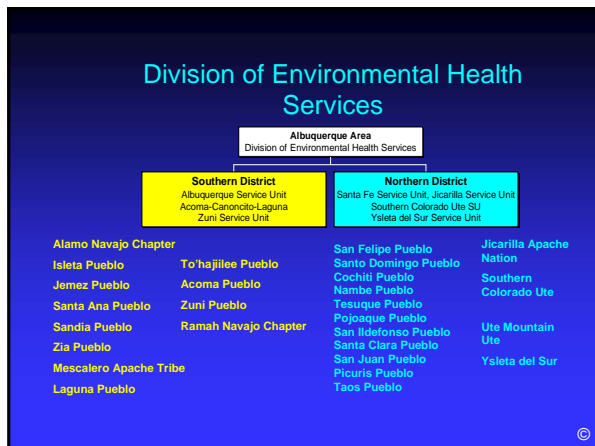 Division of Environmental Health
Services
Albuquerque Area
Division of Environmental Health Services
Southern District
Albuquerque Service Unit
Acoma-Canoncito-Laguna
Zuni Service Unit
Northern District
Santa Fe Service Unit, Jicarilla Service Unit
Southern Colorado Ute SU
Ysleta del Sur Service Unit
Alamo Navajo Chapter
Isleta Pueblo
Jemez Pueblo
Santa Ana Pueblo
Sandia Pueblo
Zia Pueblo
Mescalero Apache Tribe
Laguna Pueblo
To'hajiilee Pueblo
Acoma Pueblo
Zuni Pueblo
Ramah Navajo Chapter
San Felipe Pueblo
Santo Domingo Pueblo
Cochiti Pueblo
Nambe Pueblo
Tesuque Pueblo
Pojoaque Pueblo
San Ildefonso Pueblo
Santa Clara Pueblo
San Juan Pueblo
Picuris Pueblo
Taos Pueblo
Jicarilla Apache
Nation
Southern
Colorado Ute
Ute Mountain
Ute
Ysleta del Sur
©